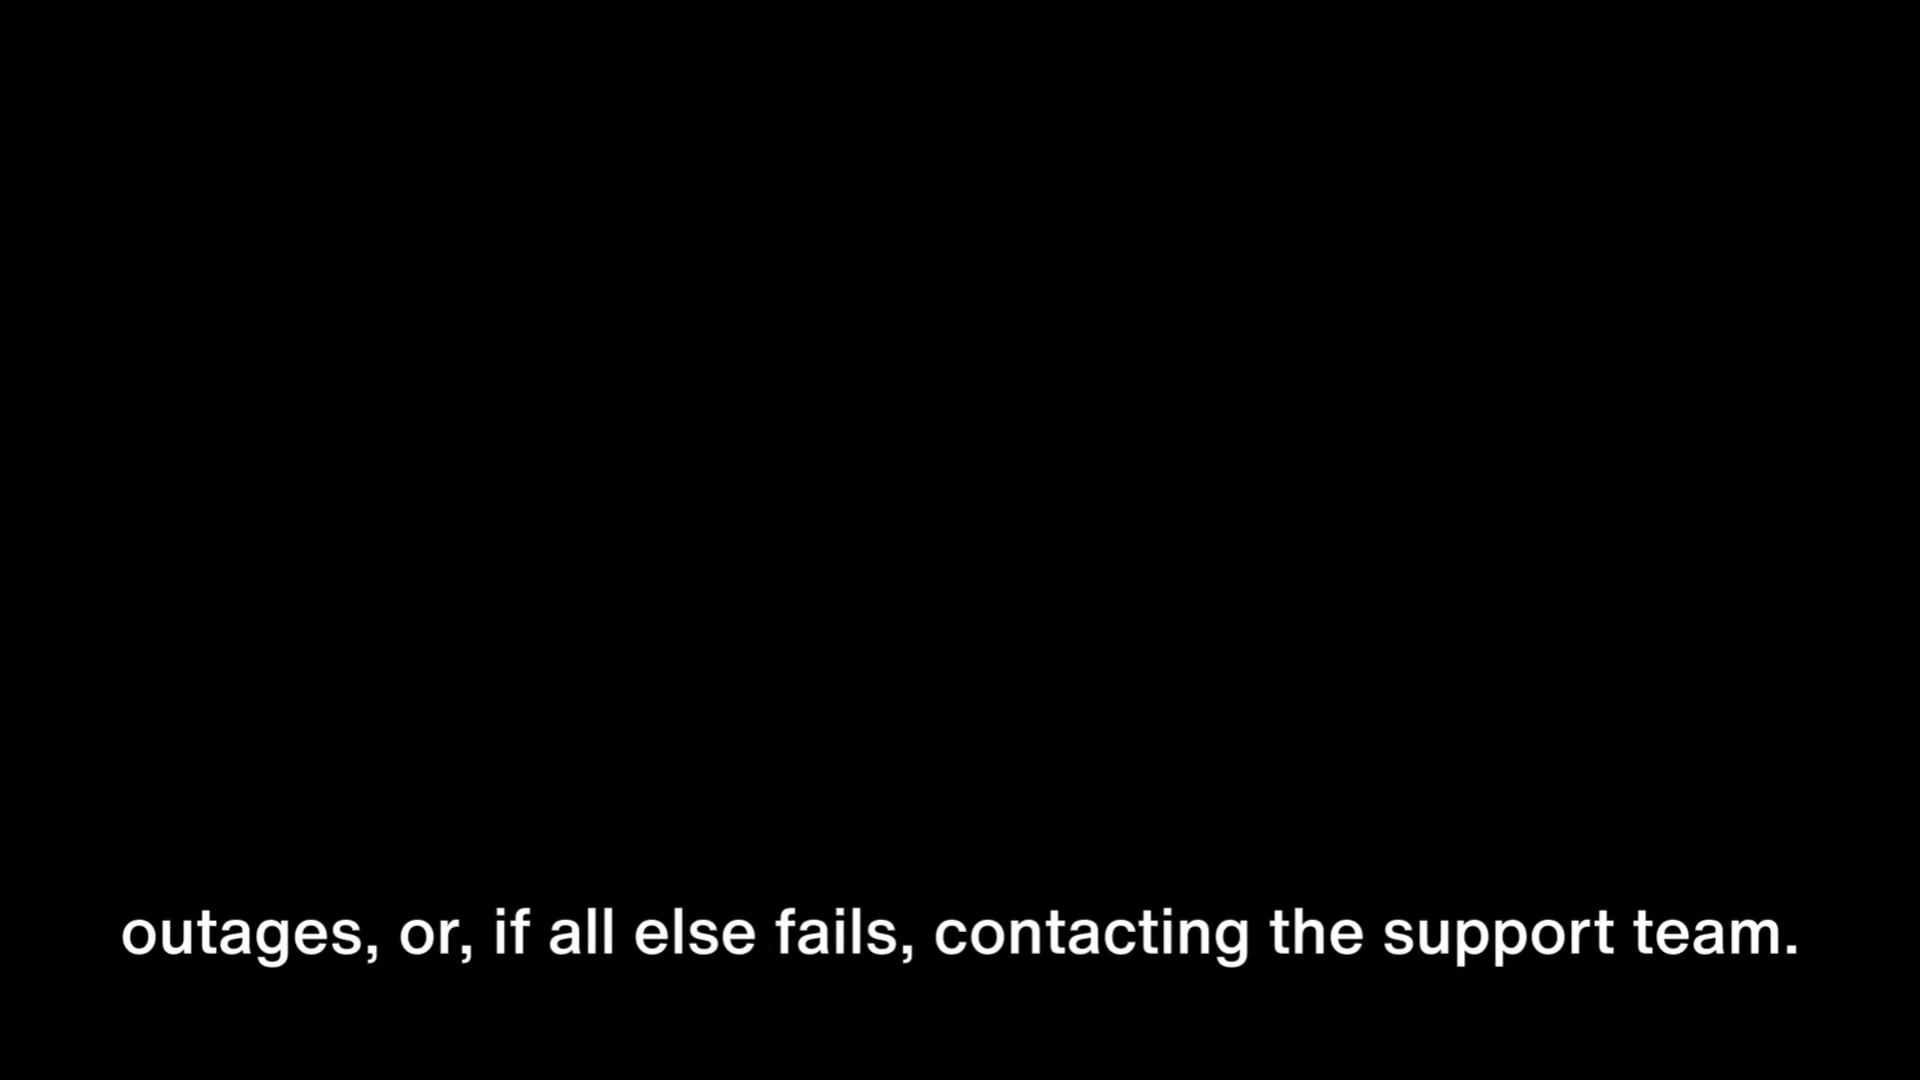 outages, or, if all else fails, contacting the support team.